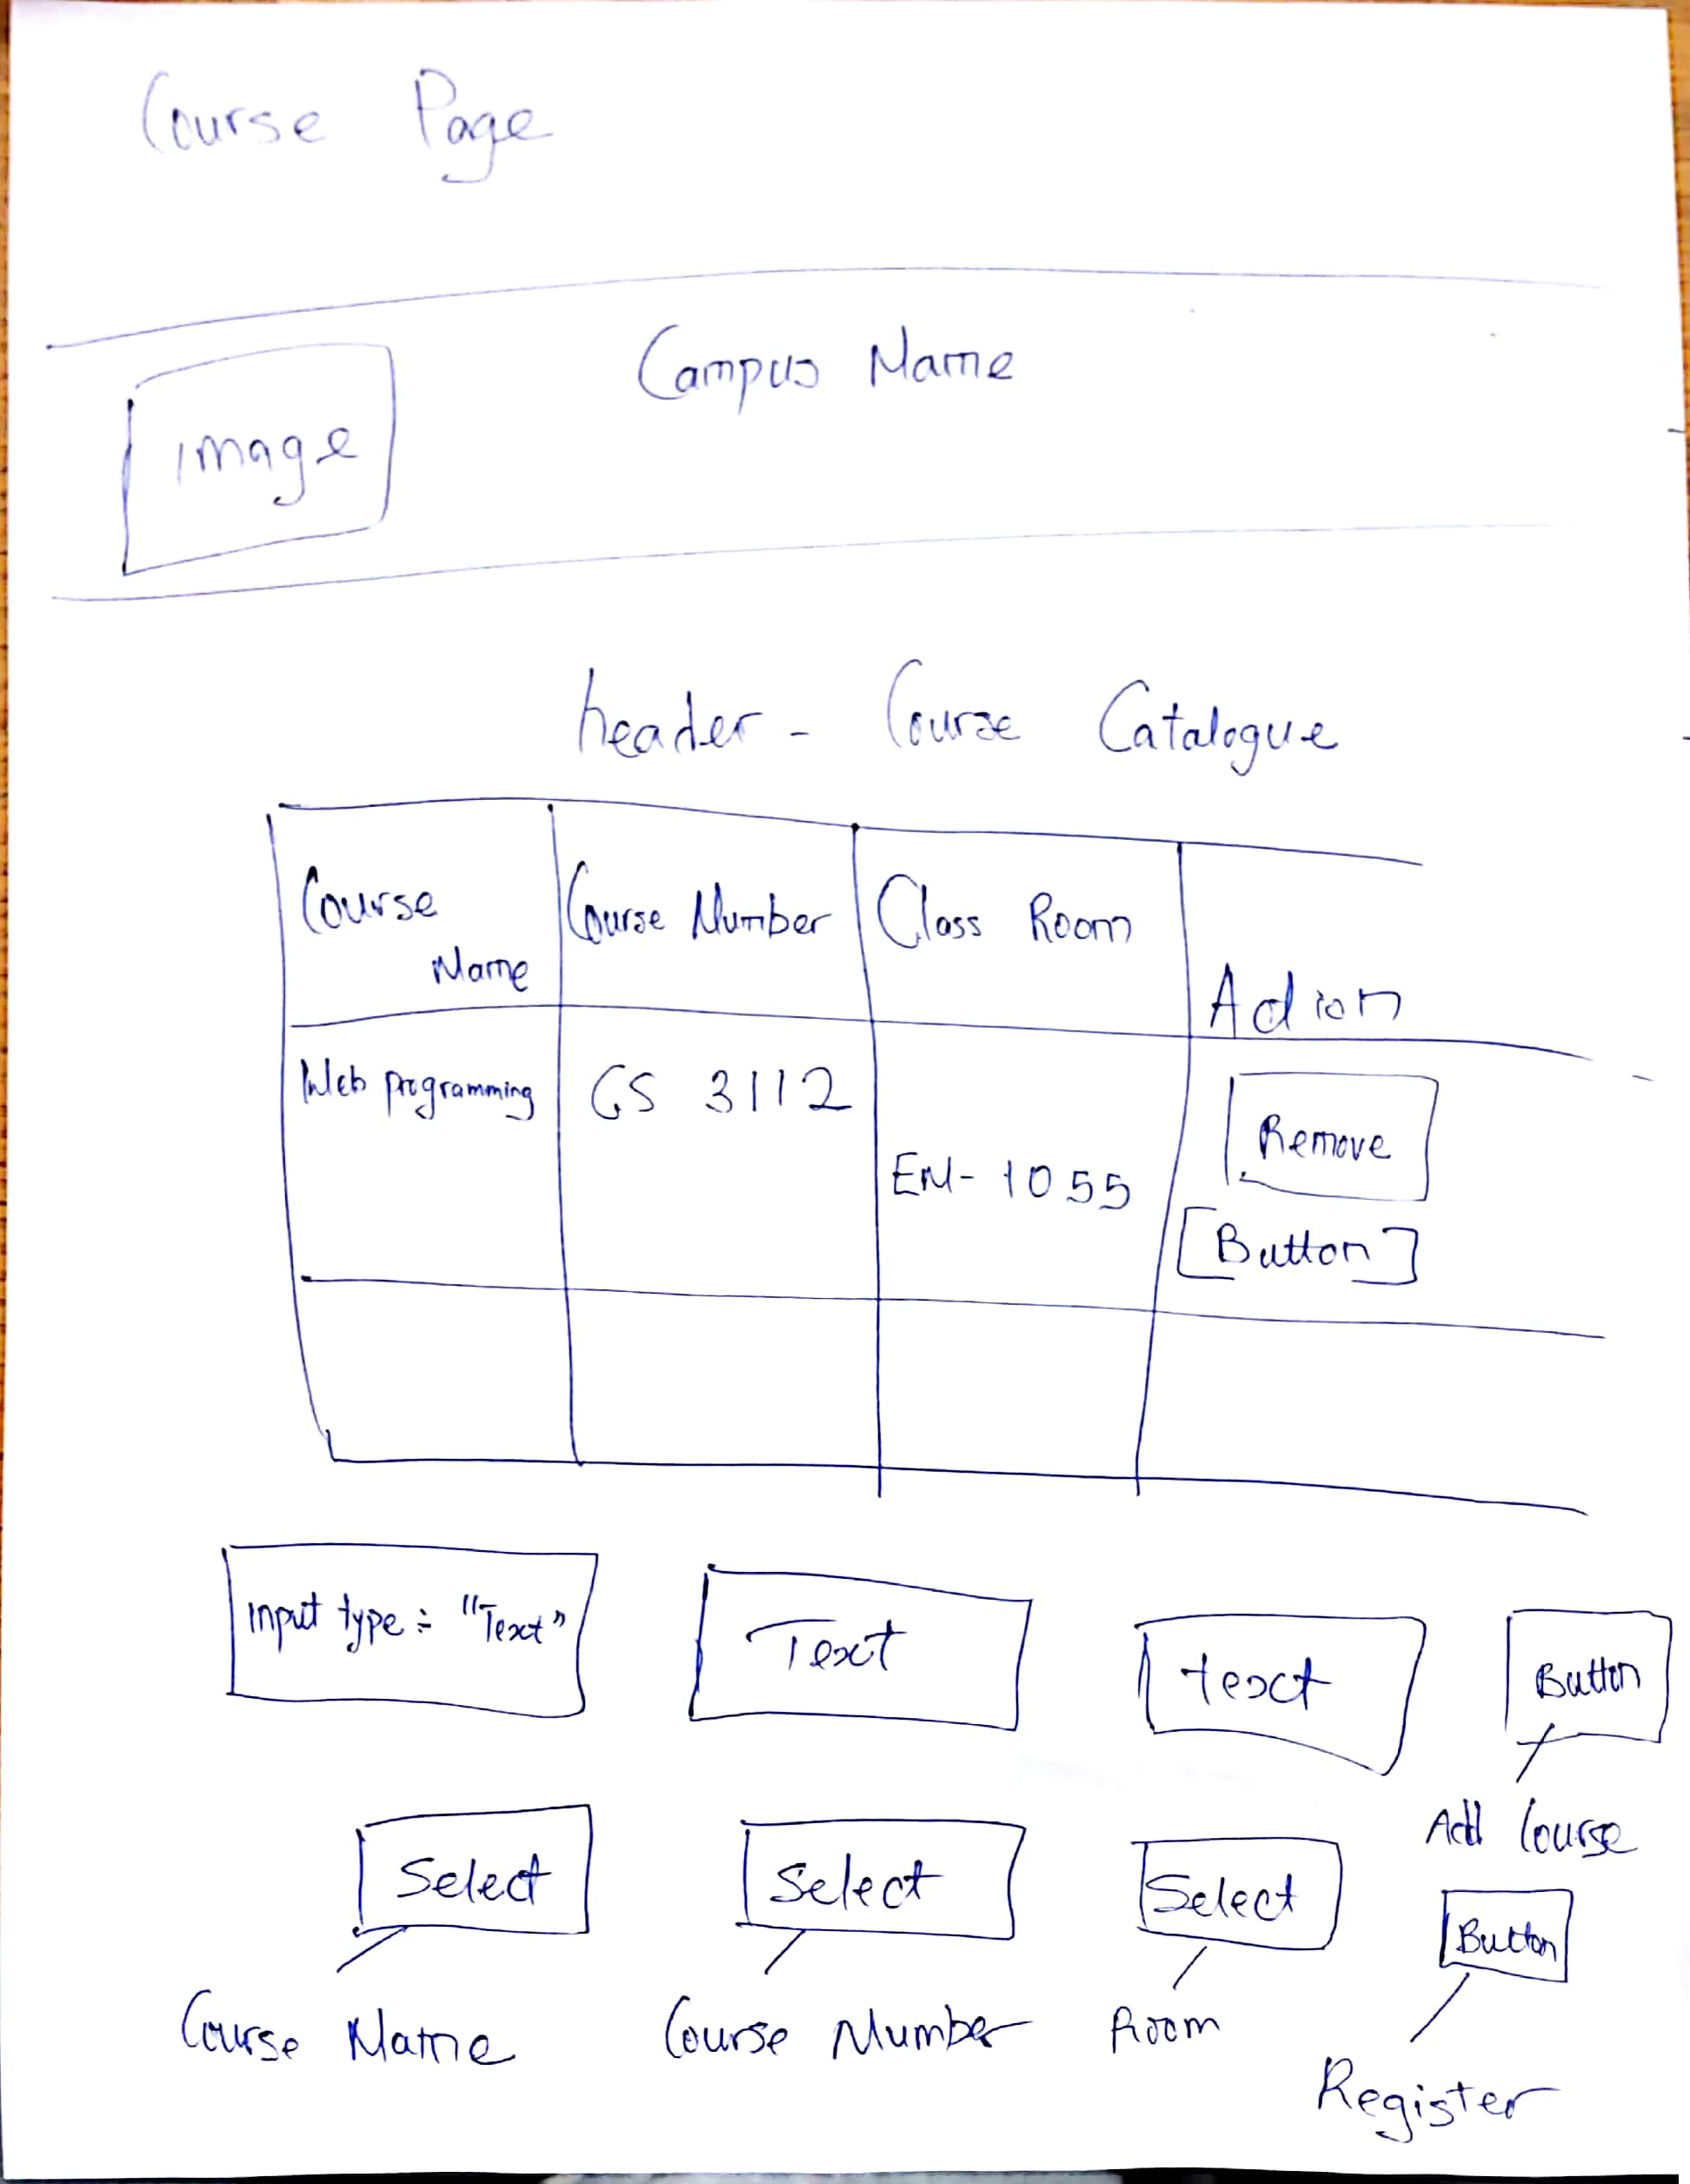 Course Page
Campus Name
image
header - Course Catalogue
Course Name
Course Number
Class Room
Action
Web programming
CS 3112
EN- 1055
Remove
[Button]
input type = "Text"
Text
text
Button
Add Course
Select
Select
Select
Button
Course Name
Course Number
Room
Register